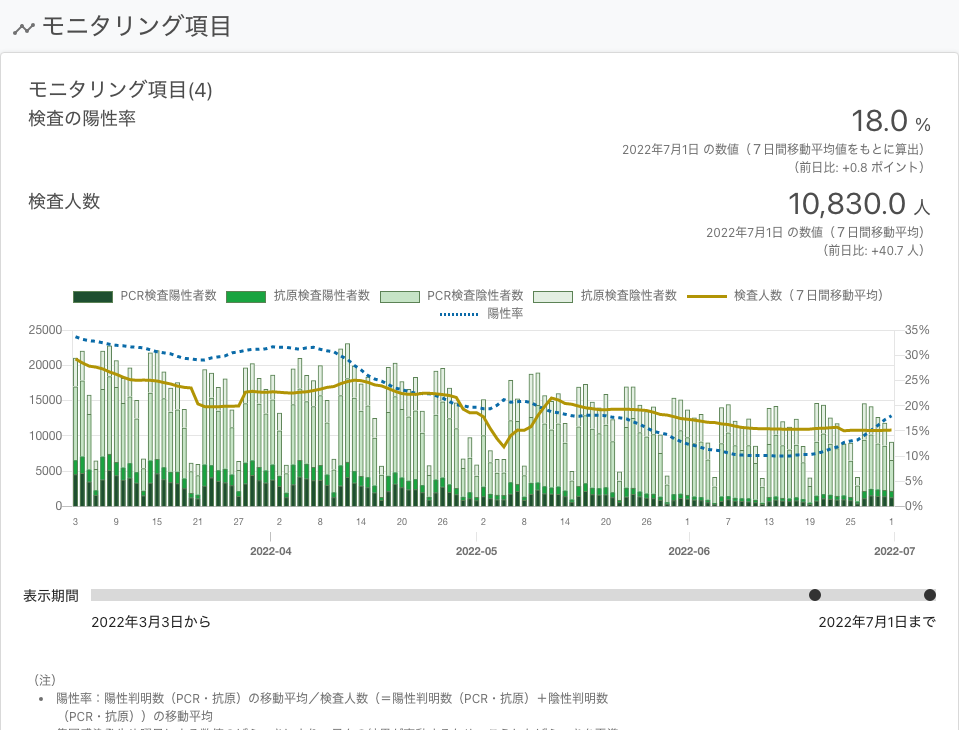 モニタリング項目
モニタリング項目(4)
検査の陽性率
18.0 %
2022年7月1日 の数値（７日間移動平均値をもとに算出）
（前日比: +0.8 ポイント）
検査人数
10,830.0 人
2022年7月1日 の数値（７日間移動平均）
（前日比: +40.7 人）
PCR検査陽性者数 抗原検査陽性者数 PCR検査陰性者数 抗原検査陰性者数 検査人数（７日間移動平均）
陽性率
25000 35%
30%
20000
25%
15000 20%
15%
10000
10%
5000
5%
0 0%
3 9 15 21 27 2 8 14 20 26 2 8 14 20 26 1 7 13 19 25 1
2022-04 2022-05 2022-06 2022-07
表示期間
2022年3月3日から 2022年7月1日まで
（注）
• 陽性率：陽性判明数（PCR・抗原）の移動平均／検査人数（＝陽性判明数（PCR・抗原）＋陰性判明数
（PCR・抗原））の移動平均